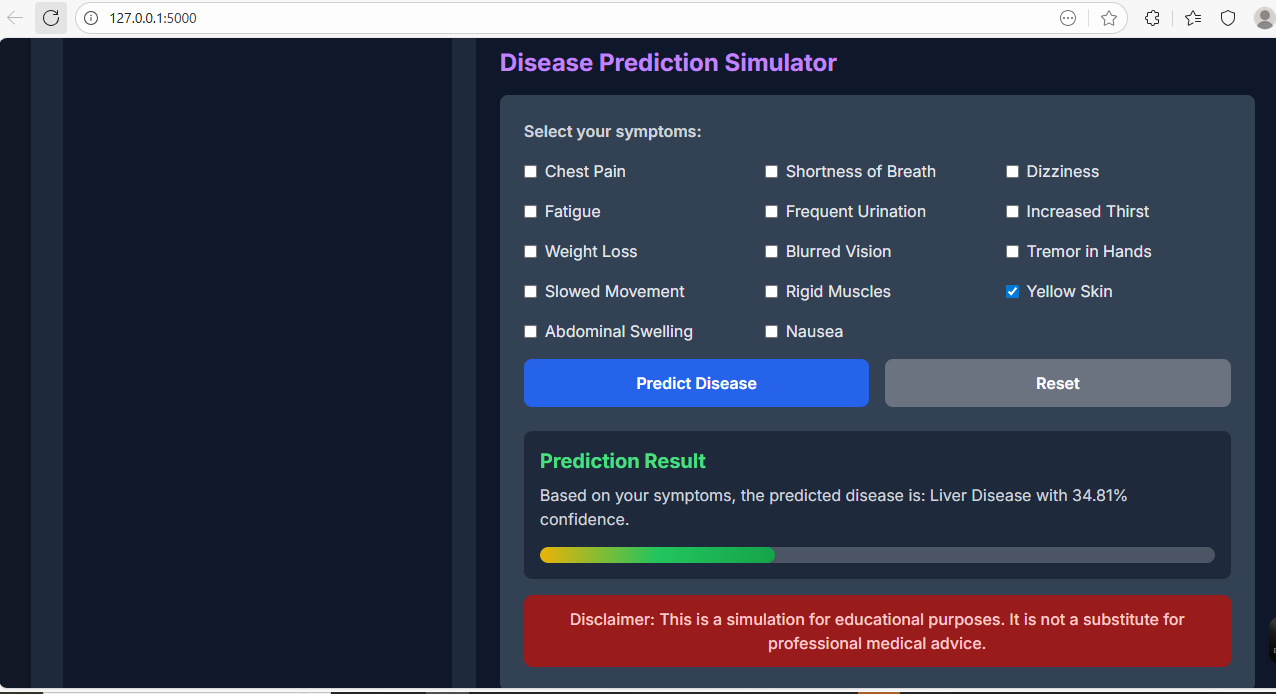 127.0.0.1:5000
Disease Prediction Simulator
Select your symptoms:
Chest Pain
Shortness of Breath
Dizziness
Fatigue
Frequent Urination
Increased Thirst
Weight Loss
Blurred Vision
Tremor in Hands
Slowed Movement
Rigid Muscles
Yellow Skin
Abdominal Swelling
Nausea
Predict Disease
Reset
Prediction Result
Based on your symptoms, the predicted disease is: Liver Disease with 34.81%
confidence.
Disclaimer: This is a simulation for educational purposes. It is not a substitute for
professional medical advice.